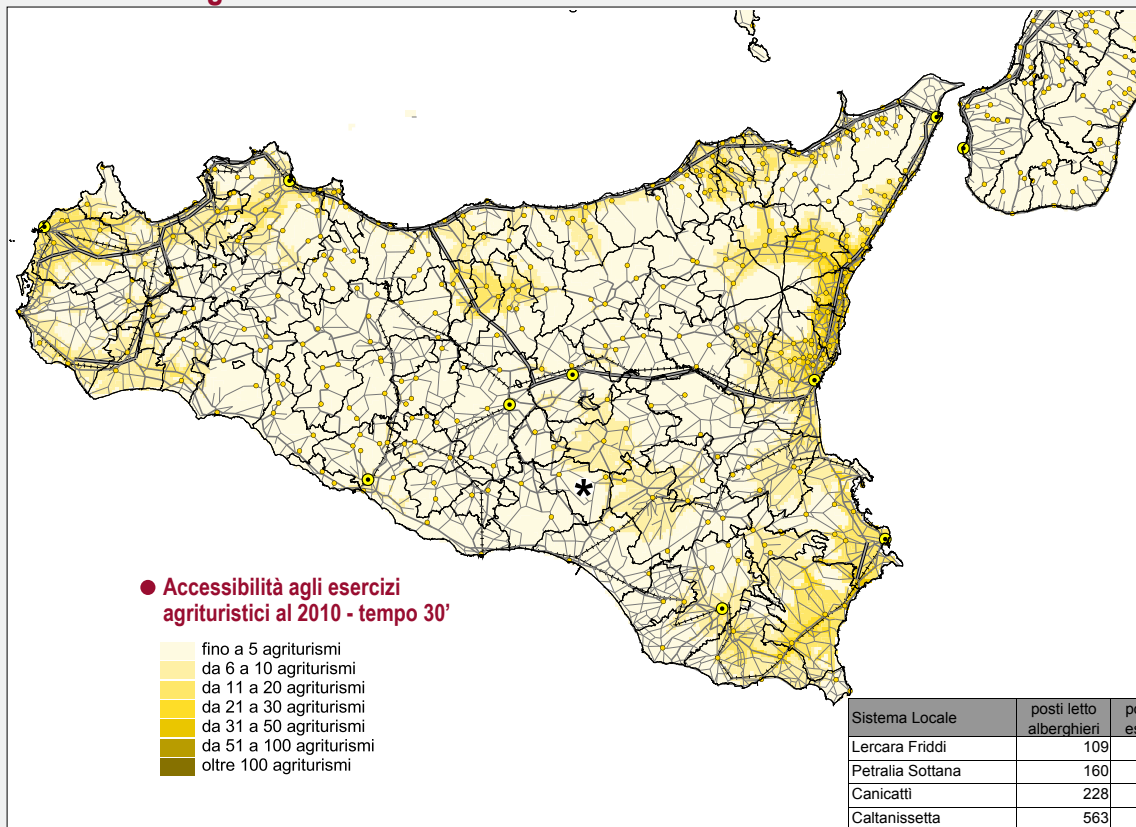 ● Accessibilità agli esercizi
agrituristici al 2010 - tempo 30'
fino a 5 agriturismi
da 6 a 10 agriturismi
da 11 a 20 agriturismi
da 21 a 30 agriturismi
da 31 a 50 agriturismi
da 51 a 100 agriturismi
oltre 100 agriturismi
*
Sistema Locale posti letto alberghieri
Lercara Friddi 109
Petralia Sottana 160
Canicattì 228
Caltanissetta 563